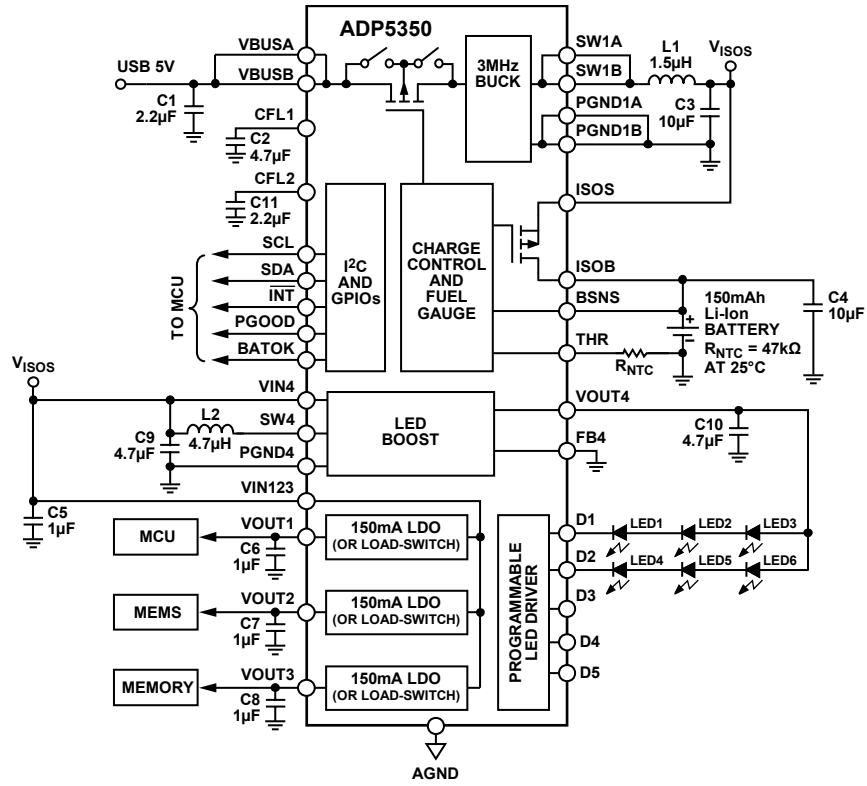 ADP5350
VBUSA
USB 5V
VBUSB
C1
2.2µF
CFL1
C2
4.7µF
CFL2
C11
2.2µF
3MHz
BUCK
SW1A
SW1B
L1
1.5µH
VISOS
PGND1A
PGND1B
C3
10µF
ISOS
TO MCU
SCL
SDA
INT
PGOOD
BATOK
I2C
AND
GPIOs
CHARGE
CONTROL
AND
FUEL
GAUGE
ISOB
BSNS
THR
RNTC
150mAh
Li-Ion
BATTERY
RNTC = 47kΩ
AT 25°C
+
–
C4
10µF
VISOS
VIN4
L2
4.7µH
SW4
C9
4.7µF
PGND4
LED
BOOST
VOUT4
FB4
C10
4.7µF
VIN123
C5
1µF
MCU
VOUT1
C6
1µF
150mA LDO
(OR LOAD-SWITCH)
MEMS
VOUT2
C7
1µF
150mA LDO
(OR LOAD-SWITCH)
MEMORY
VOUT3
C8
1µF
150mA LDO
(OR LOAD-SWITCH)
PROGRAMMABLE
LED DRIVER
D1
LED1
LED2
LED3
D2
LED4
LED5
LED6
D3
D4
D5
AGND